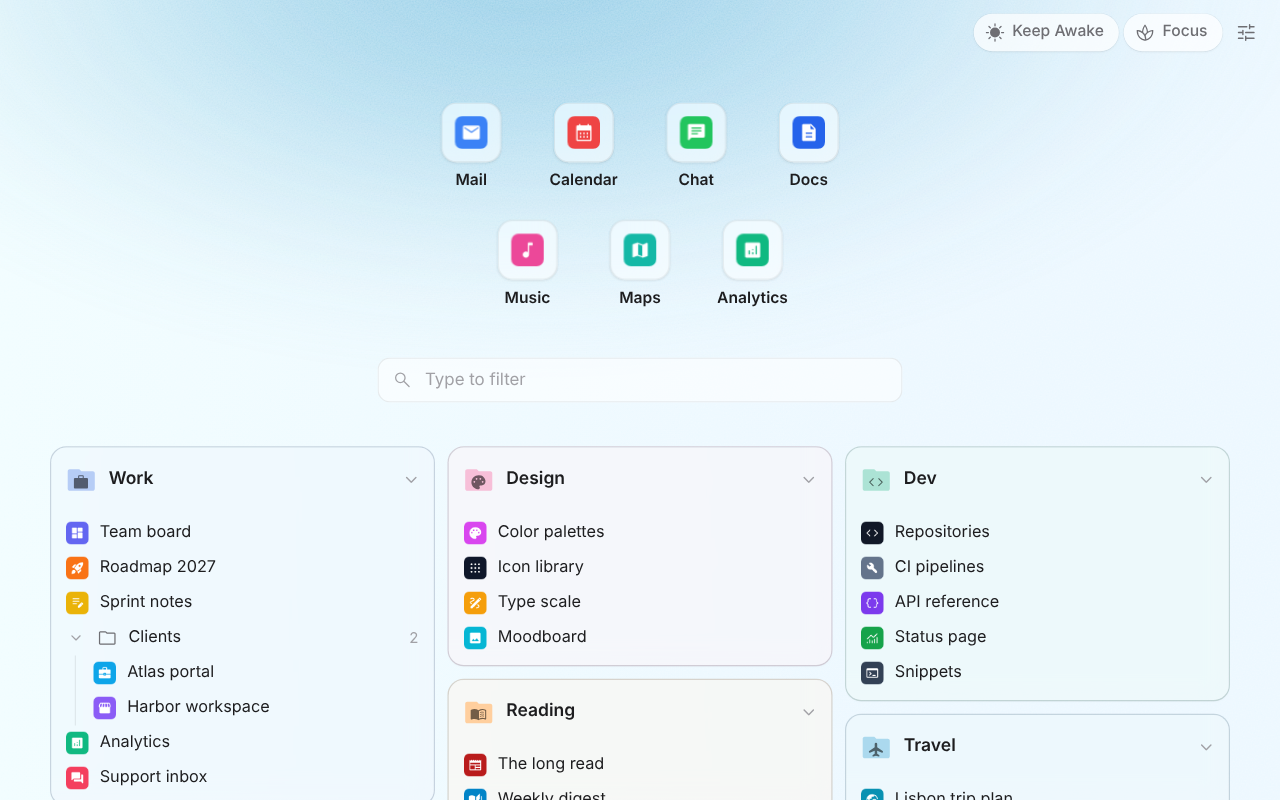 Keep Awake
Focus
Mail
Calendar
Chat
Docs
Music
Maps
Analytics
Type to filter
Work
Team board
Roadmap 2027
Sprint notes
Clients
2
Atlas portal
Harbor workspace
Analytics
Support inbox
Design
Color palettes
Icon library
Type scale
Moodboard
Reading
The long read
Weekly digest
Dev
Repositories
CI pipelines
API reference
Status page
Snippets
Travel
Lisbon trip plan